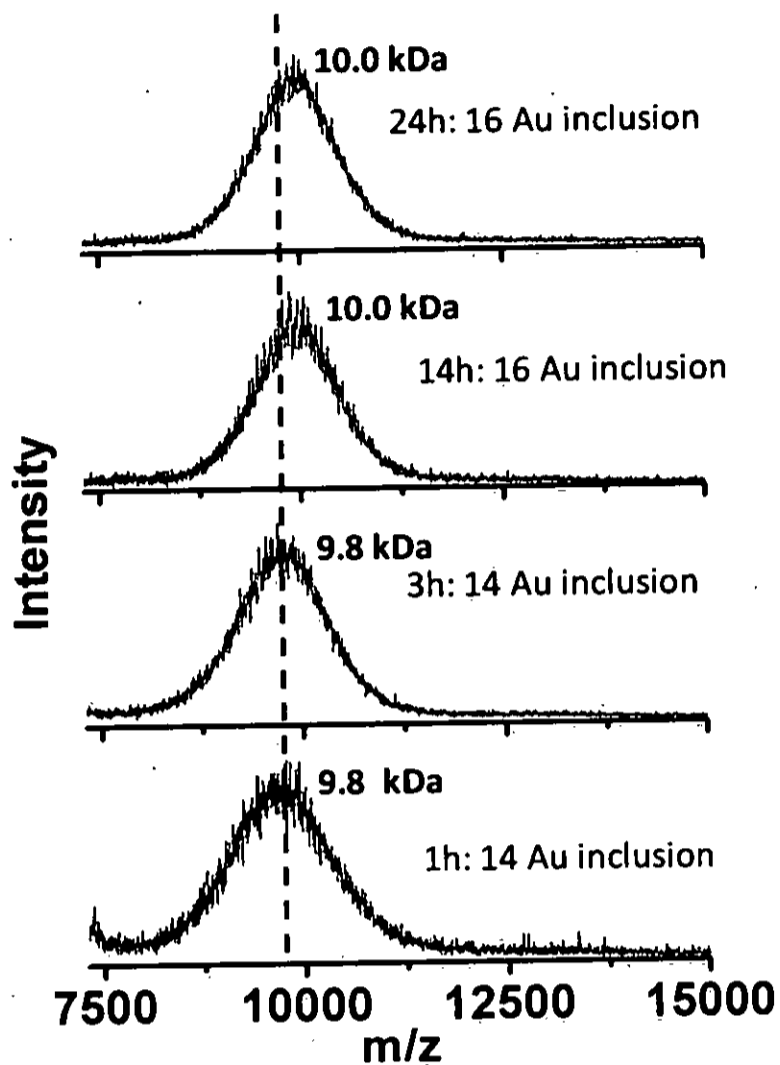 10.0 kDa
24h: 16 Au inclusion
10.0 kDa
14h: 16 Au inclusion
9.8 kDa
3h: 14 Au inclusion
9.8 kDa
1h: 14 Au inclusion
Intensity
7500 10000 12500 15000
m/z